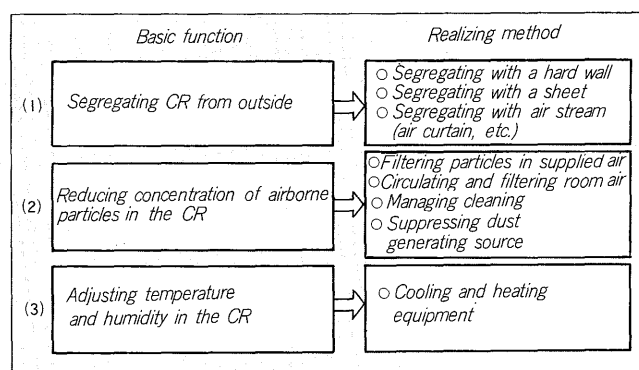 Basic function Realizing method
(1) Segregating CR from outside
○ Segregating with a hard wall
○ Segregating with a sheet
○ Segregating with air stream
(air curtain, etc.)
(2) Reducing concentration of airborne
particles in the CR
○ Filtering particles in supplied air
○ Circulating and filtering room air
○ Managing cleaning
○ Suppressing dust
generating source
(3) Adjusting temperature
and humidity in the CR
○ Cooling and heating
equipment